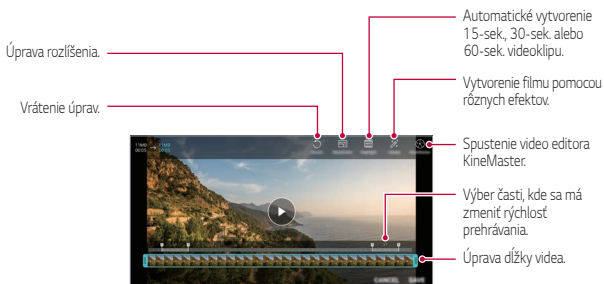 Automatické vytvorenie
15-sek., 30-sek. alebo
60-sek. videoklipu.
Úprava rozlíšenia.
Vytvorenie filmu pomocou
rôznych efektov.
Vrátenie úprav.
Spustenie video editora
KineMaster.
Výber časti, kde sa má
zmeniť rýchlosť
prehrávania.
Úprava dĺžky videa.
CANCEL SAVE